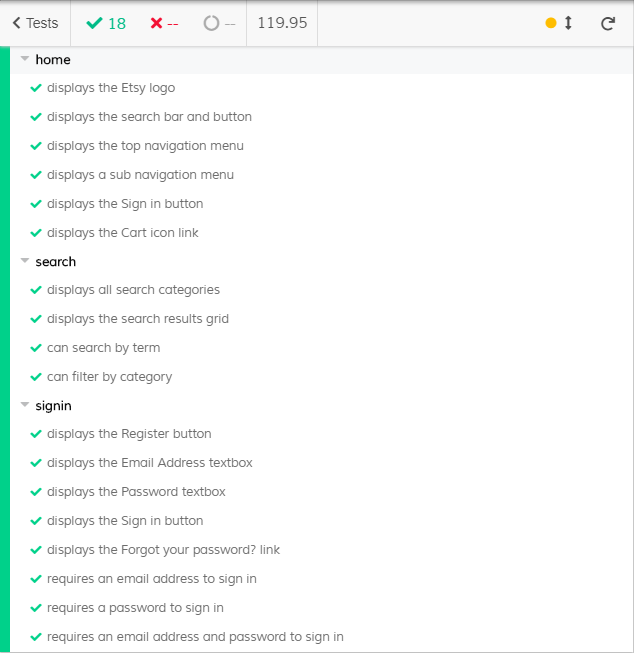 Tests 18 -- -- 119.95
home
displays the Etsy logo
displays the search bar and button
displays the top navigation menu
displays a sub navigation menu
displays the Sign in button
displays the Cart icon link
search
displays all search categories
displays the search results grid
can search by term
can filter by category
signin
displays the Register button
displays the Email Address textbox
displays the Password textbox
displays the Sign in button
displays the Forgot your password? link
requires an email address to sign in
requires a password to sign in
requires an email address and password to sign in